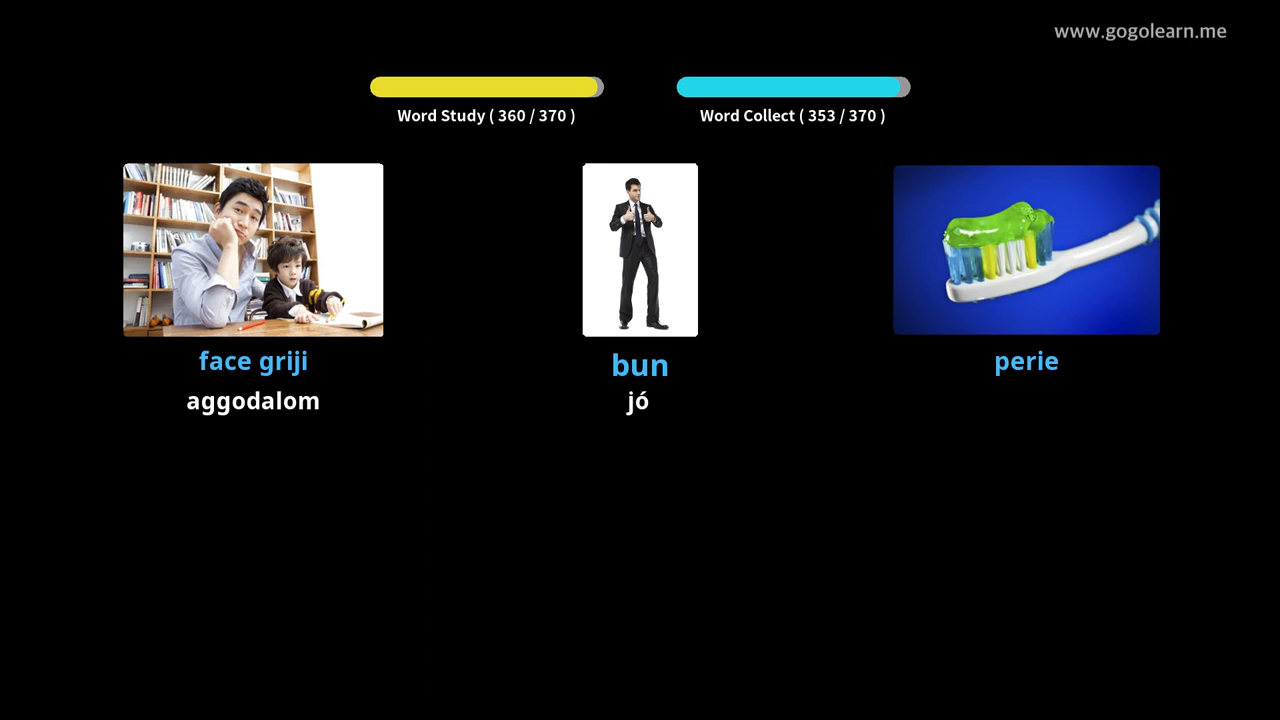 www.gogolearn.me
Word Study ( 360 / 370 )
Word Collect ( 353 / 370 )
face griji
aggodalom
bun
jó
perie